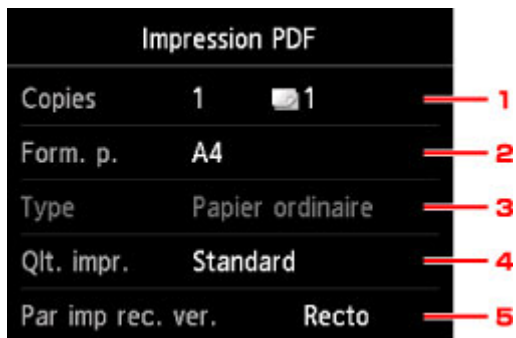 Impression PDF
Copies 1 1 1
Form. p. A4 2
Type Papier ordinaire 3
Qlt. impr. Standard 4
Par imp rec. ver. Recto 5